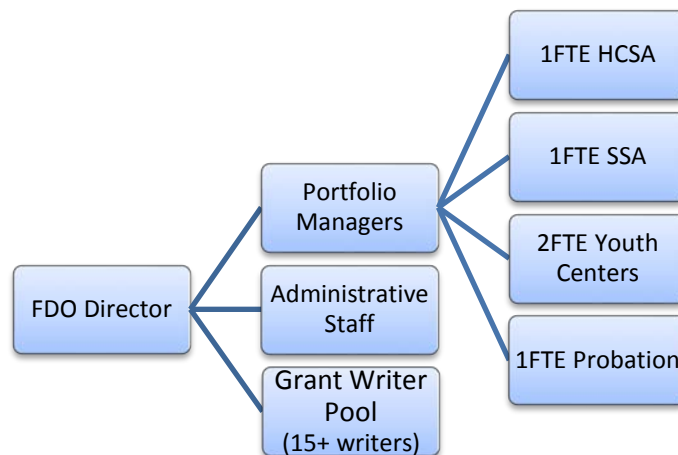 FDO Director
Portfolio
Managers
Administrative
Staff
Grant Writer
Pool
(15+ writers)
1FTE HCSA
1FTE SSA
2FTE Youth
Centers
1FTE Probation